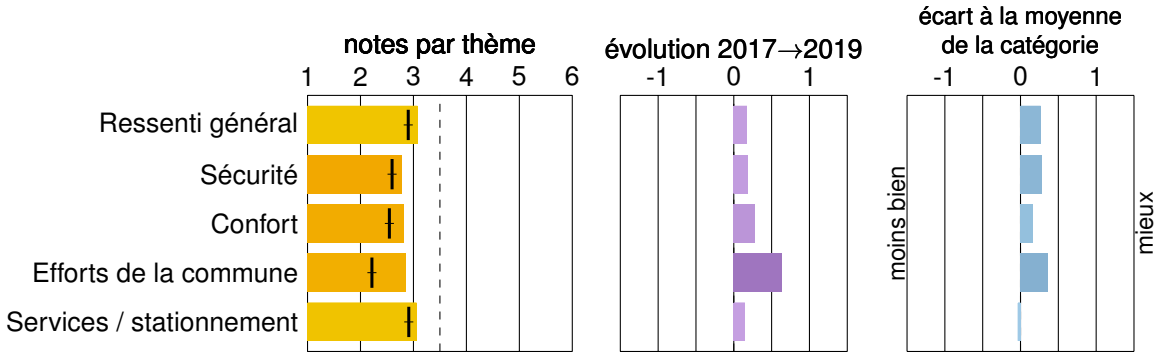 notes par thème
1 2 3 4 5 6
évolution 2017→2019
-1 0 1
écart à la moyenne
de la catégorie
-1 0 1
Ressenti général
Sécurité
Confort
Efforts de la commune
Services / stationnement
moins bien
mieux